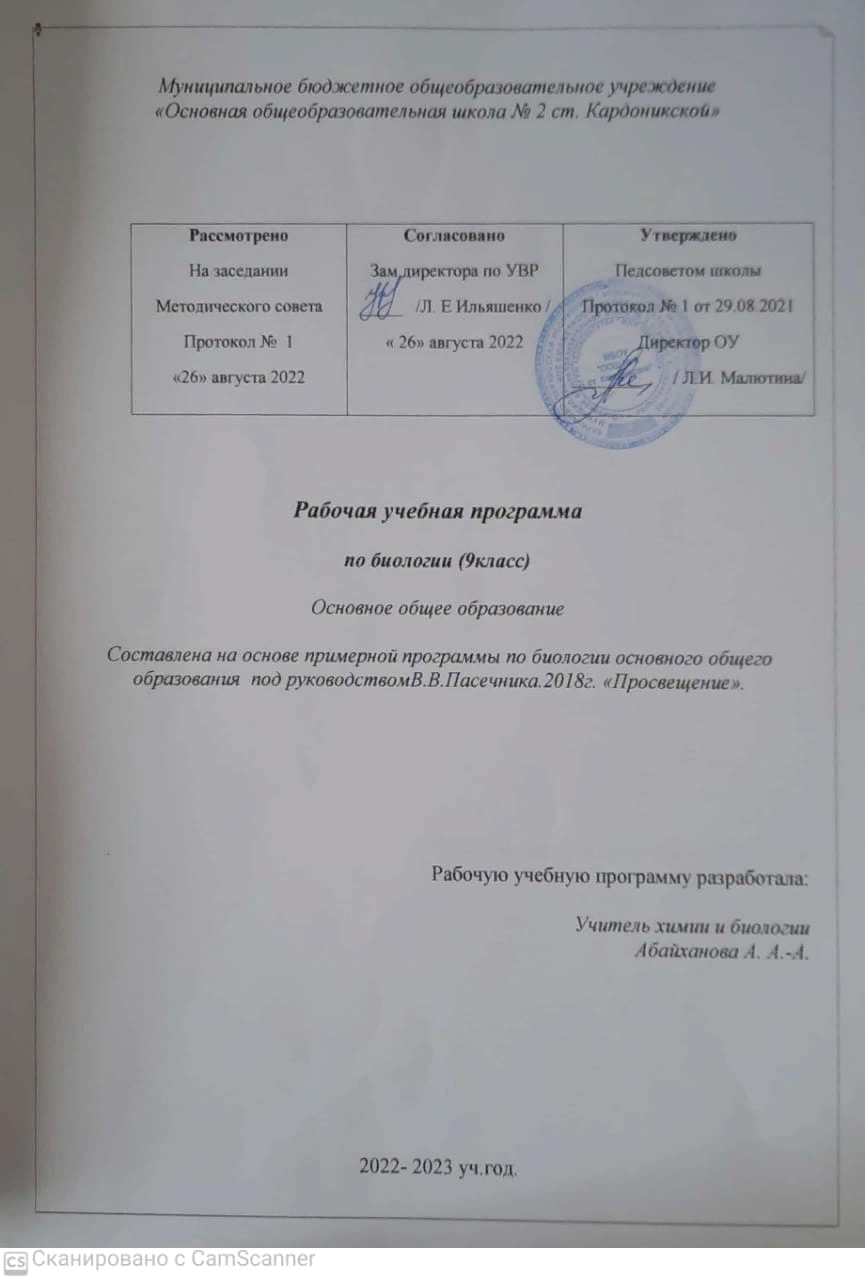 Муниципальное бюджетное общеобразовательное учреждение
«Основная общеобразовательная школа № 2 ст. Кардоникской»
Рассмотрено
На заседании
Методического совета
Протокол № 1
«26» августа 2022
Согласовано
Зам,директора по УВР
/Л. Е Ильяшенко /
« 26» августа 2022
Утверждено
Педсоветом школы
Протокол № 1 от 29.08.2021
Директор ОУ
/ Л.И. Малютина/
Рабочая учебная программа
по биологии (9класс)
Основное общее образование
Составлена на основе примерной программы по биологии основного общего
образования под руководствомВ.В.Пасечника.2018г. «Просвещение».
Рабочую учебную программу разработала:
Учитель химии и биологии
Абайханова А. А.-А.
2022- 2023 уч.год.
CS Сканировано с CamScanner